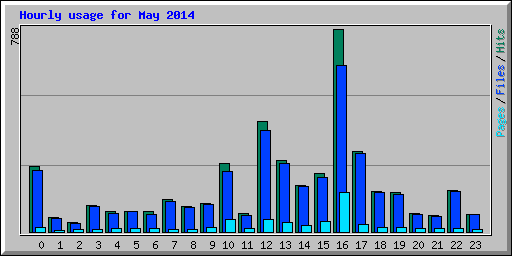 Hourly usage for May 2014
788
Pages/Files/Hits
0 1 2 3 4 5 6 7 8 9 10 11 12 13 14 15 16 17 18 19 20 21 22 23